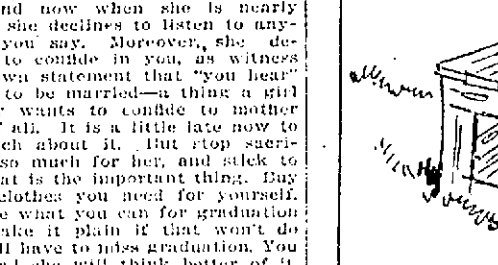 nd now when she is nearly
she declines to listen to any-
you say. Moreover, she de-
to confide in you, as witness
wn statement that "you hear"
to be married—a thing a girl
wants to confide to mother
all. It is a little late now to
ch about it. But stop sacri-
so much for her, and stick to
at is the important thing. Buy
clothes you need for yourself.
e what you can for graduation
ake it plain if that won't do
ll have to miss graduation. You
nd she will think better of it